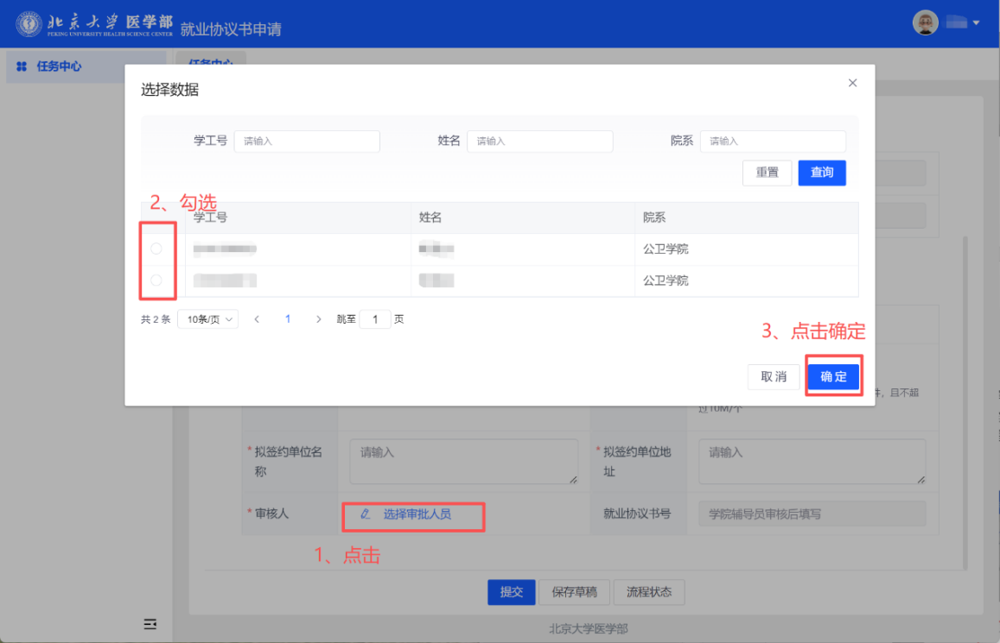 北京大学 医学部
PEKING UNIVERSITY HEALTH SCIENCE CENTER
就业协议书申请
任务中心
任务中心
选择数据
学工号 请输入 姓名 请输入 院系 请输入
重置 查询
2、勾选
学工号 姓名 院系
公卫学院
公卫学院
共 2 条 10条/页 < 1 > 跳至 1 页
3、点击确定
取消 确定
件，且不超
过10M/个
*拟签约单位名称 请输入 *拟签约单位地址 请输入
*审核人 选择审批人员 就业协议书号 学院辅导员审核后填写
1、点击
提交 保存草稿 流程状态
北京大学医学部